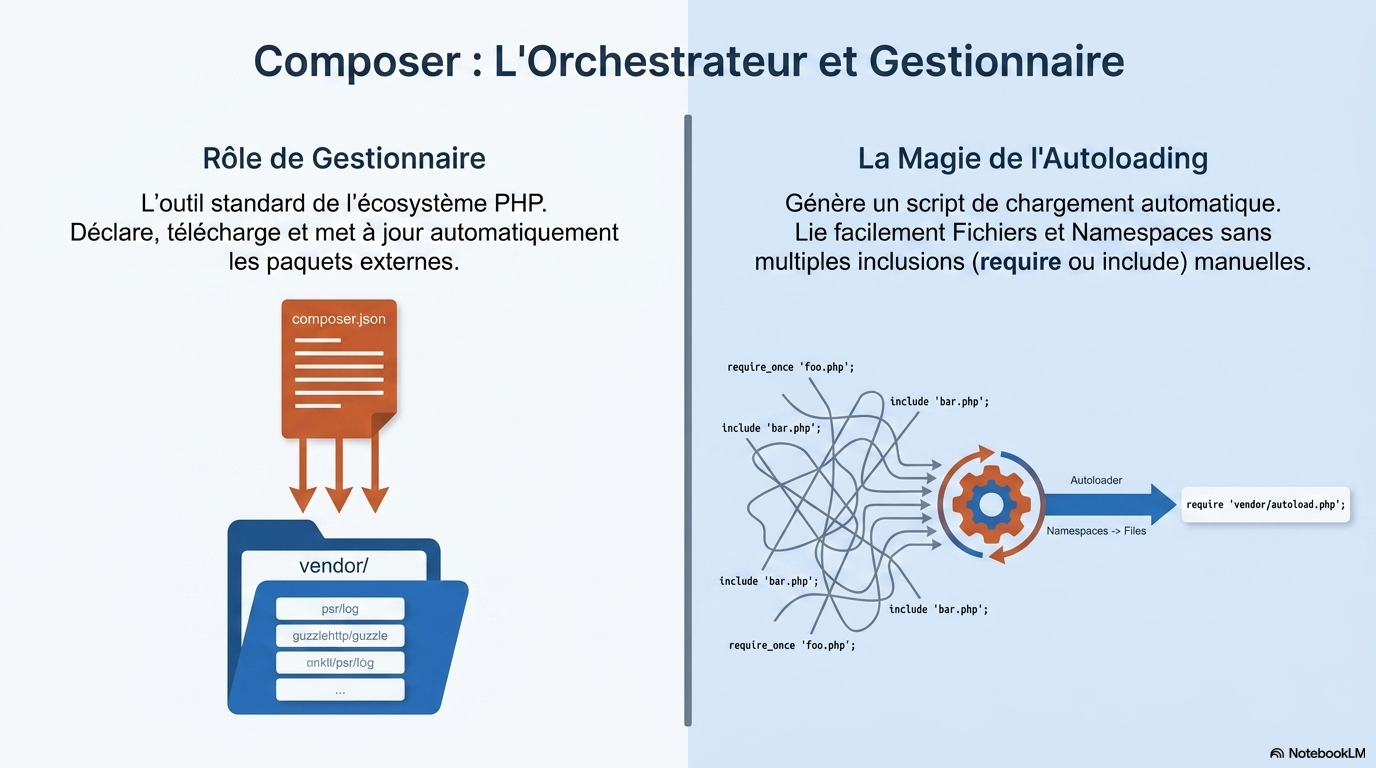 Composer : L'Orchestrateur et Gestionnaire
Rôle de Gestionnaire
L'outil standard de l'écosystème PHP.
Déclare, télécharge et met à jour automatiquement
les paquets externes.
composer.json
vendor/
psr/log
guzzlehttp/guzzle
ankll/psr/log
...
La Magie de l'Autoloading
Génère un script de chargement automatique.
Lie facilement Fichiers et Namespaces sans
multiples inclusions (require ou include) manuelles.
require_once 'foo.php';
include 'bar.php';
include 'bar.php';
include 'bar.php';
include 'bar.php';
require_once 'foo.php';
Autoloader
Namespaces -> Files
require 'vendor/autoload.php';
NotebookLM